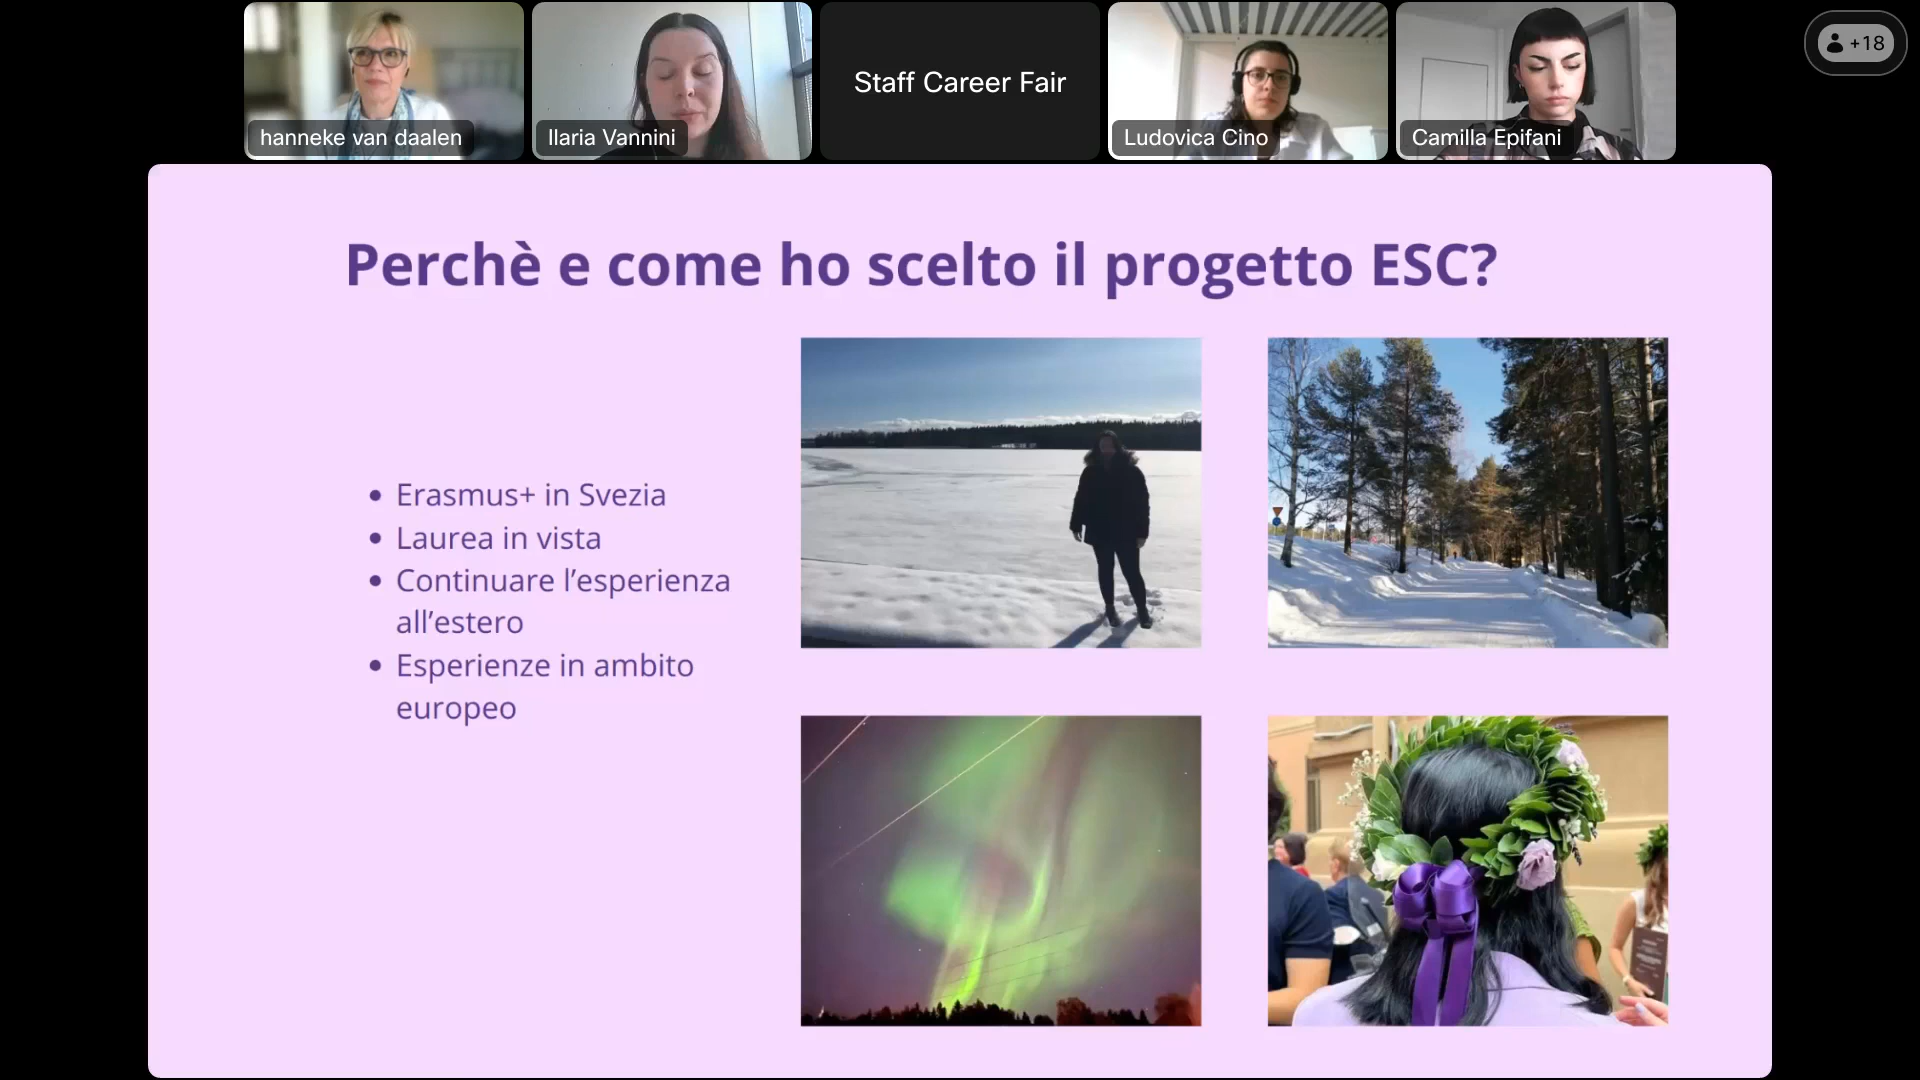 hanneke van daalen
Ilaria Vannini
Staff Career Fair
Ludovica Cino
Camilla Epifani
+18
Perchè e come ho scelto il progetto ESC?
• Erasmus+ in Svezia
• Laurea in vista
• Continuare l’esperienza
all’estero
• Esperienze in ambito
europeo